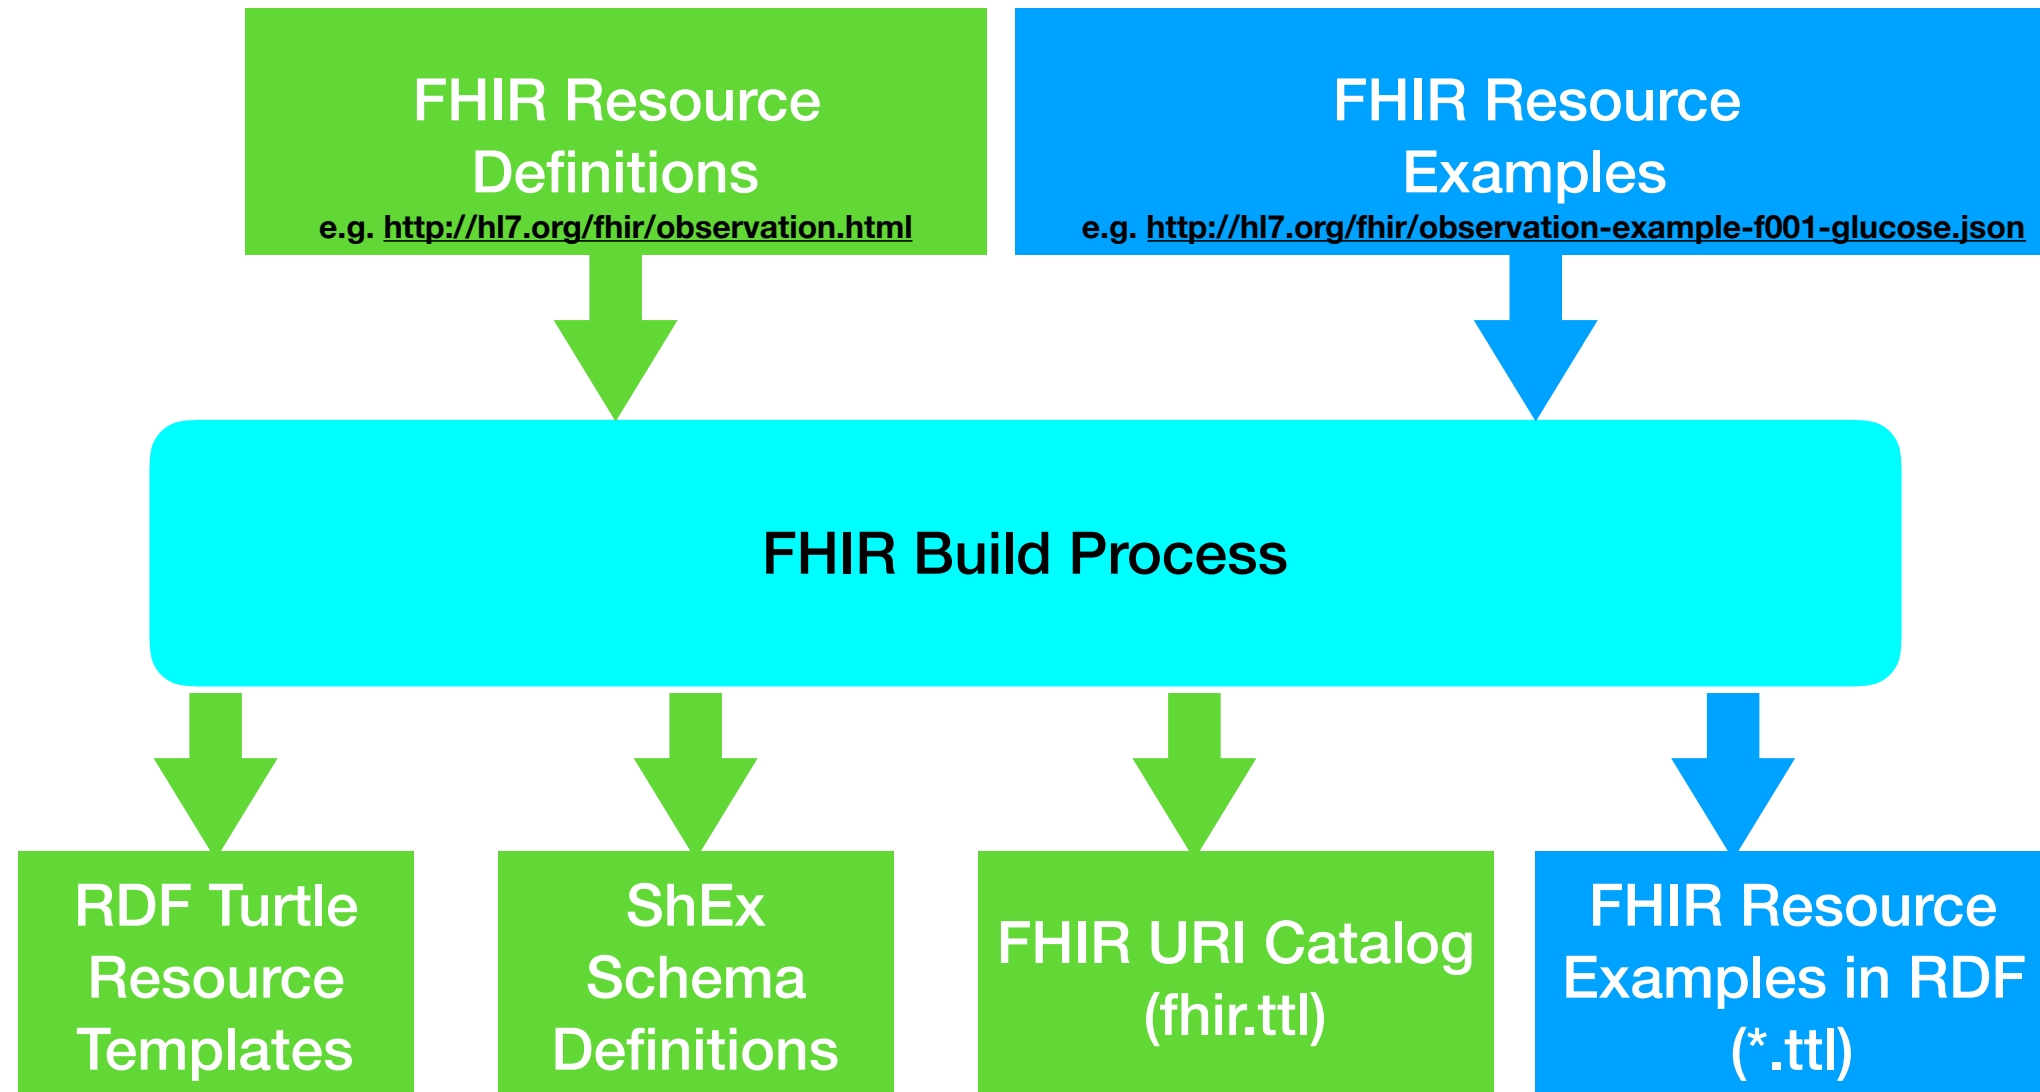 FHIR Resource
Definitions
e.g. http://hl7.org/fhir/observation.html
FHIR Resource
Examples
e.g. http://hl7.org/fhir/observation-example-f001-glucose.json
FHIR Build Process
RDF Turtle
Resource
Templates
ShEx
Schema
Definitions
FHIR URI Catalog
(fhir.ttl)
FHIR Resource
Examples in RDF
(*.ttl)